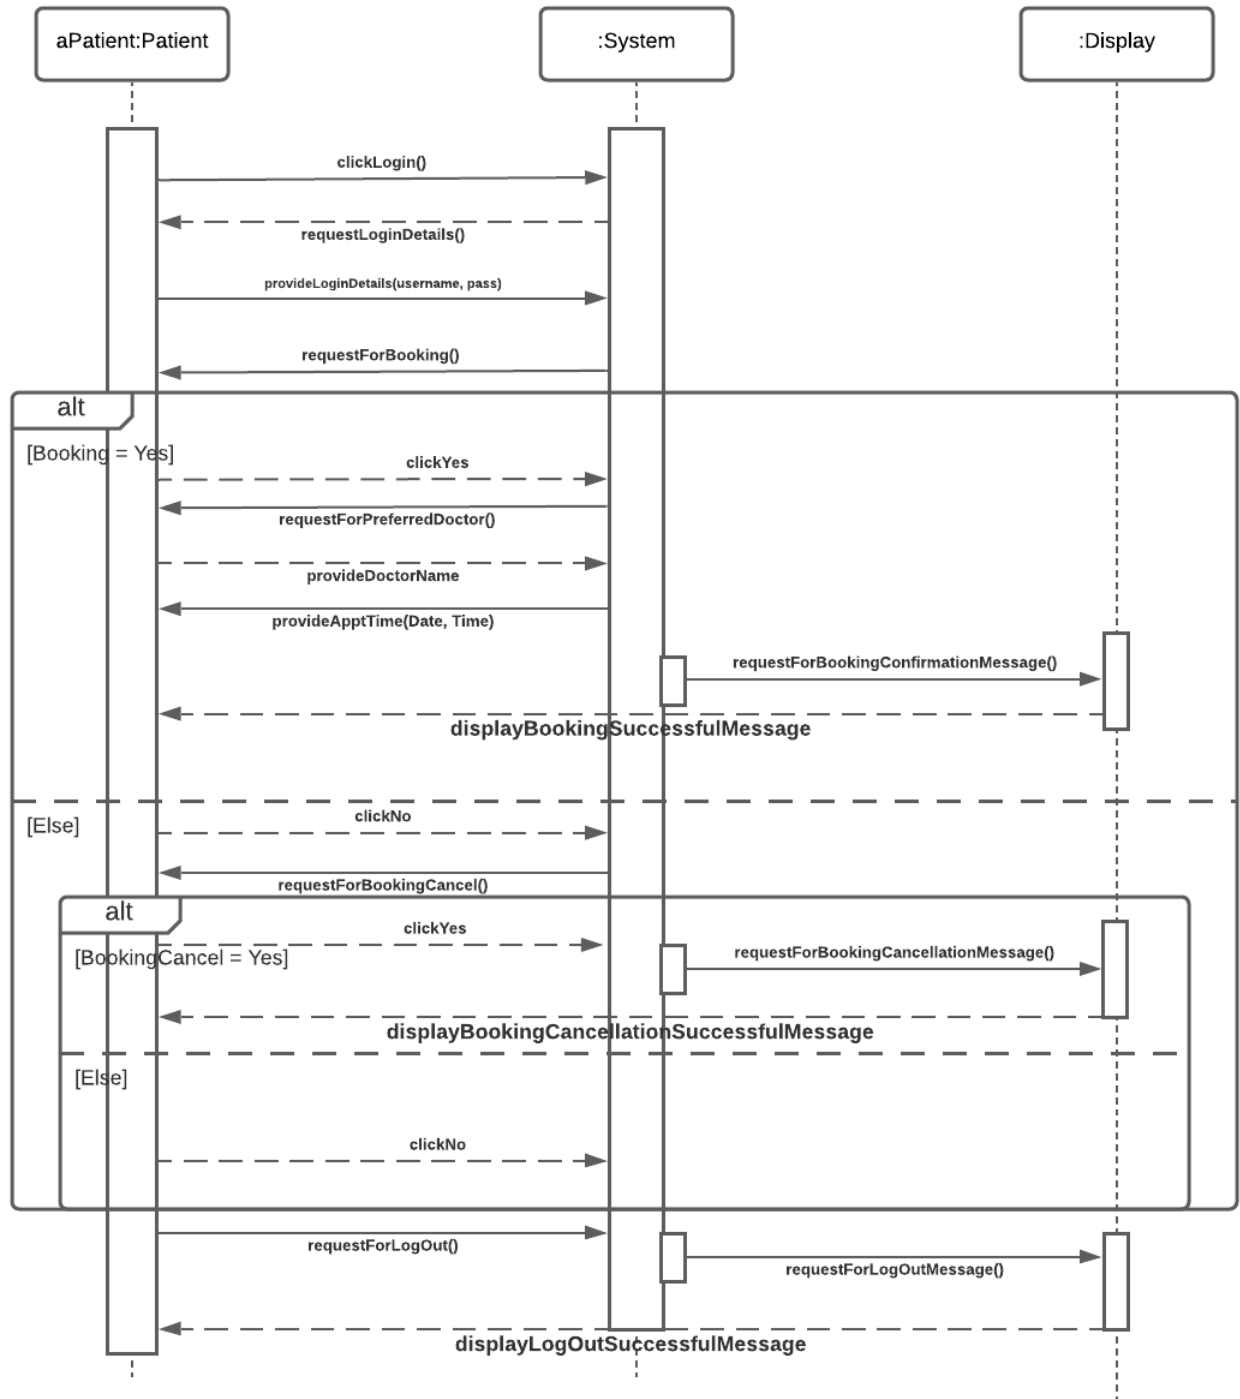 aPatient:Patient
:System
:Display
clickLogin()
requestLoginDetails()
provideLoginDetails(username, pass)
requestForBooking()
alt
[Booking = Yes]
clickYes
requestForPreferredDoctor()
provideDoctorName
provideApptTime(Date, Time)
requestForBookingConfirmationMessage()
displayBookingSuccessfulMessage
[Else]
clickNo
requestForBookingCancel()
alt
clickYes
[BookingCancel = Yes]
requestForBookingCancellationMessage()
displayBookingCancellationSuccessfulMessage
[Else]
clickNo
requestForLogOut()
requestForLogOutMessage()
displayLogOutSuccessfulMessage